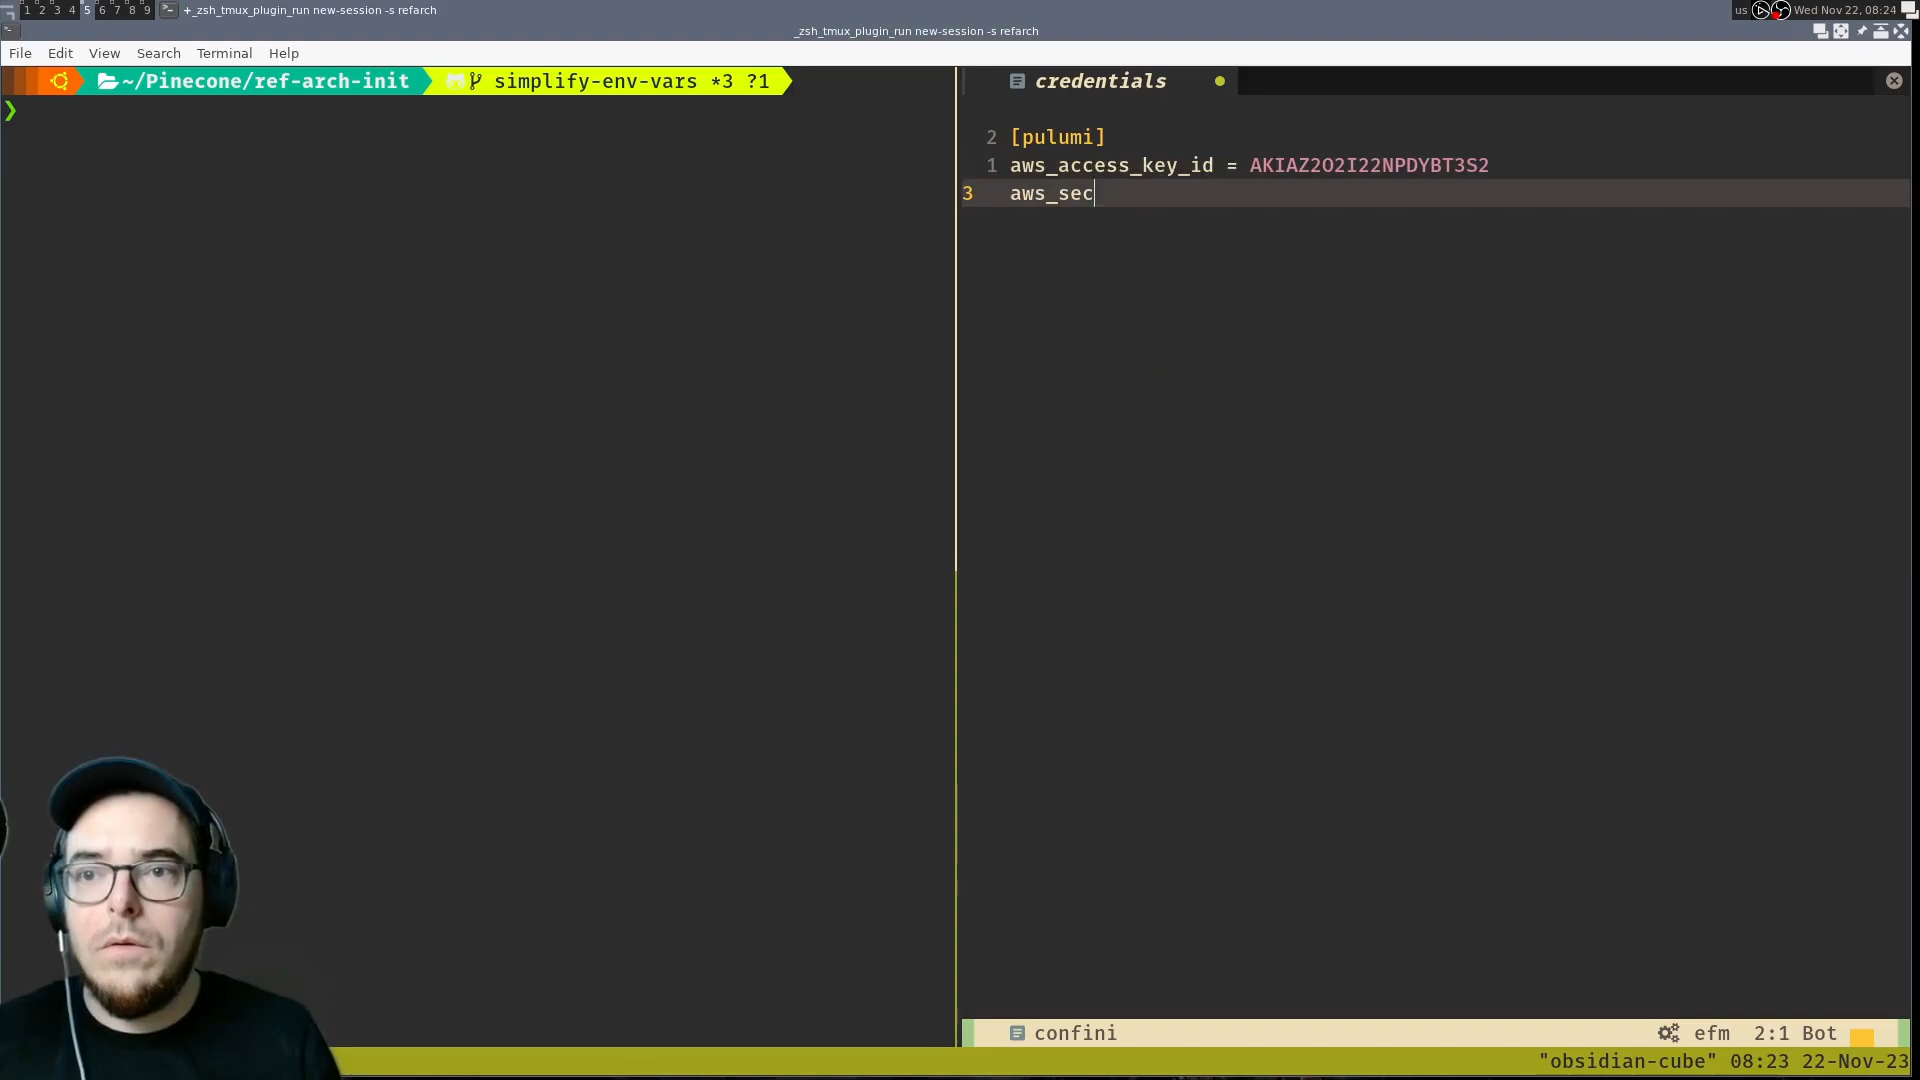 1 2 3 4 5 6 7 8 9 + _zsh_tmux_plugin_run new-session -s refarch us Wed Nov 22, 08:24
_zsh_tmux_plugin_run new-session -s refarch
File Edit View Search Terminal Help
~/Pinecone/ref-arch-init simplify-env-vars *3 ?1
❯
credentials
2 [pulumi]
1 aws_access_key_id = AKIAZ2O2I22NPDYBT3S2
3 aws_sec
confini efm 2:1 Bot
"obsidian-cube" 08:23 22-Nov-23